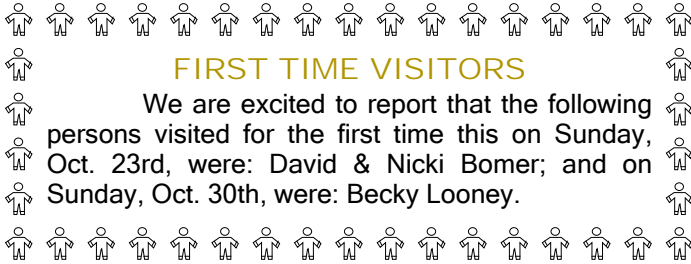 FIRST TIME VISITORS
We are excited to report that the following
persons visited for the first time this on Sunday,
Oct. 23rd, were: David & Nicki Bomer; and on
Sunday, Oct. 30th, were: Becky Looney.